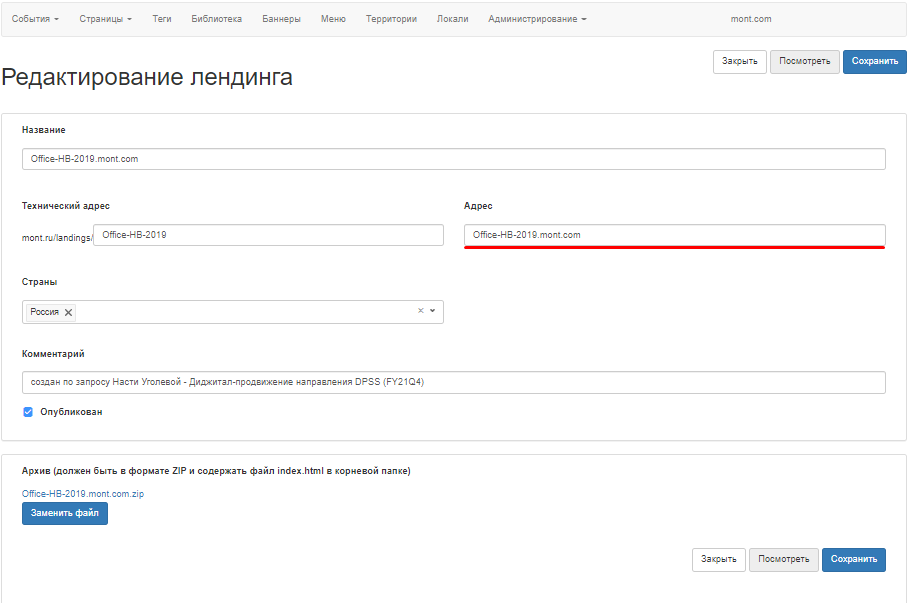 События Страницы Теги Библиотека Баннеры Меню Территории Локали Администрирование mont.com
Закрыть Посмотреть Сохранить
Редактирование лендинга
Название
Office-HB-2019.mont.com
Технический адрес Адрес
mont.ru/landings/ Office-HB-2019 Office-HB-2019.mont.com
Страны
Россия
Комментарий
создан по запросу Насти Уголевой - Диджитал-продвижение направления DPSS (FY21Q4)
Опубликован
Архив (должен быть в формате ZIP и содержать файл index.html в корневой папке)
Office-HB-2019.mont.com.zip
Заменить файл
Закрыть Посмотреть Сохранить